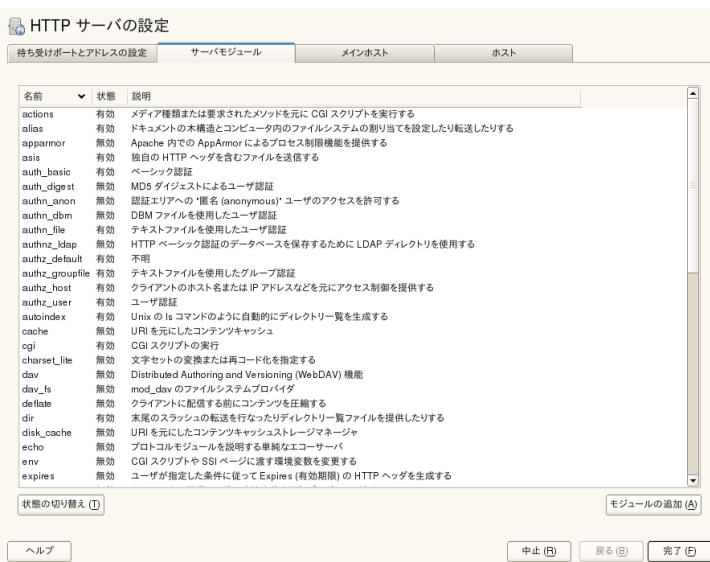 HTTP サーバの設定
待ち受けポートとアドレスの設定 サーバモジュール メインホスト ホスト
名前 状態 説明
actions 有効 メディア種類または要求されたメソッドを元に CGI スクリプトを実行する
alias 有効 ドキュメントの木構造とコンピュータ内のファイルシステムの割り当てを設定したり転送したりする
apparmor 無効 Apache 内での AppArmor によるプロセス制限機能を提供する
asis 有効 独自の HTTP ヘッダを含むファイルを送信する
auth_basic 有効 ベーシック認証
auth_digest 無効 MD5 ダイジェストによるユーザ認証
authn_anon 無効 認証エリアへの "匿名 (anonymous)" ユーザのアクセスを許可する
authn_dbm 無効 DBM ファイルを使用したユーザ認証
authn_file 有効 テキストファイルを使用したユーザ認証
authnz_ldap 無効 HTTP ベーシック認証のデータベースを保存するために LDAP ディレクトリを使用する
authz_default 有効 不明
authz_groupfile 有効 テキストファイルを使用したグループ認証
authz_host 有効 クライアントのホスト名または IP アドレスなどを元にアクセス制御を提供する
authz_user 有効 ユーザ認証
autoindex 有効 Unix の ls コマンドのように自動的にディレクトリ一覧を生成する
cache 無効 URI を元にしたコンテンツキャッシュ
cgi 有効 CGI スクリプトの実行
charset_lite 無効 文字セットの変換または再コード化を指定する
dav 無効 Distributed Authoring and Versioning (WebDAV) 機能
dav_fs 無効 mod_dav のファイルシステムプロバイダ
deflate 無効 クライアントに配信する前にコンテンツを圧縮する
dir 有効 末尾のスラッシュの転送を行なったりディレクトリ一覧ファイルを提供したりする
disk_cache 無効 URI を元にしたコンテンツキャッシュストレージマネージャ
echo 無効 プロトコルモジュールを説明する単純なエコーサーバ
env 有効 CGI スクリプトや SSI ページに渡す環境変数を変更する
expires 有効 ユーザが指定した条件に従って Expires (有効期限) の HTTP ヘッダを生成する
状態の切り替え (T) モジュールの追加 (A)
ヘルプ 中止 (R) 戻る (B) 完了 (F)